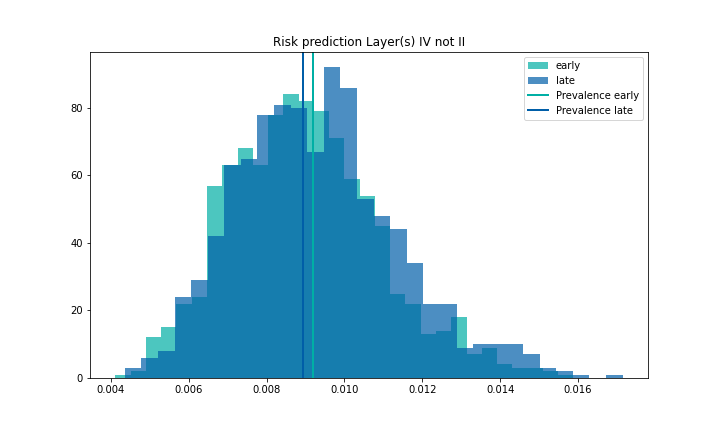 Risk prediction Layer(s) IV not II
early
late
Prevalence early
Prevalence late
80
60
40
20
0
0.004 0.006 0.008 0.010 0.012 0.014 0.016